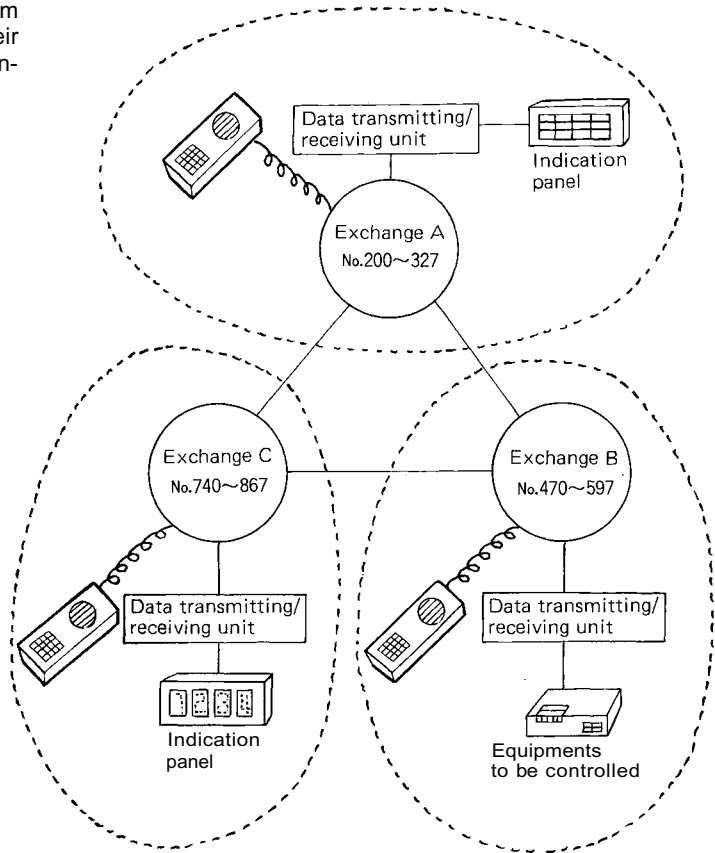 m
eir
n-
Data transmitting/
receiving unit
Indication
panel
Exchange A
No.200~327
Exchange C
No.740~867
Exchange B
No.470~597
Data transmitting/
receiving unit
Indication
panel
Data transmitting/
receiving unit
Equipments
to be controlled